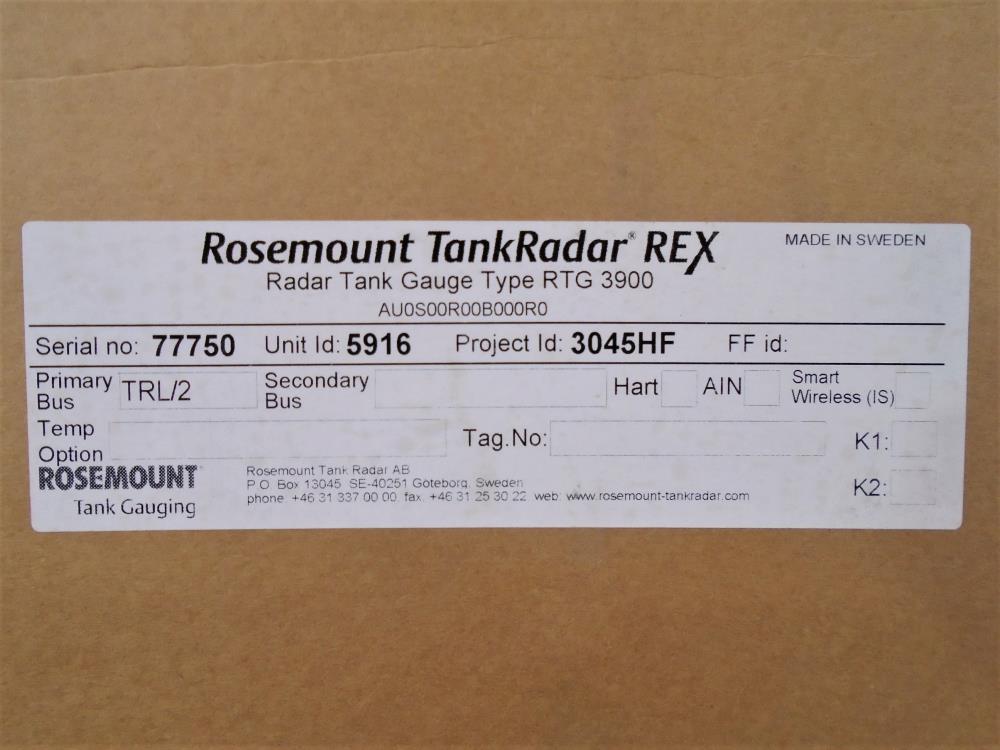 Rosemount TankRadar® REX
MADE IN SWEDEN
Radar Tank Gauge Type RTG 3900
AU0S00R00B000R0
Serial no: 77750 Unit Id: 5916 Project Id: 3045HF FF id:
Primary Bus TRL/2 Secondary Bus Hart AIN Smart Wireless (IS)
Temp Option Tag.No: K1:
K2:
ROSEMOUNT
Tank Gauging
Rosemount Tank Radar AB
P.O. Box 13045 SE-40251 Göteborg, Sweden
phone +46 31 337 00 00, fax. +46 31 25 30 22, web: www.rosemount-tankradar.com